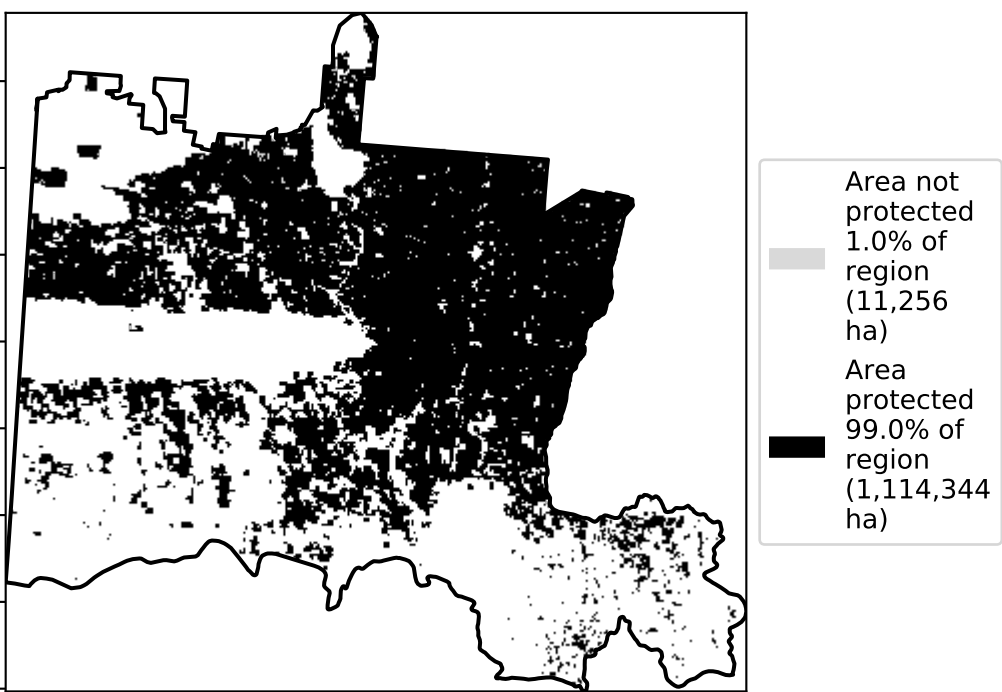 Area not
protected
1.0% of
region
(11,256
ha)
Area
protected
99.0% of
region
(1,114,344
ha)